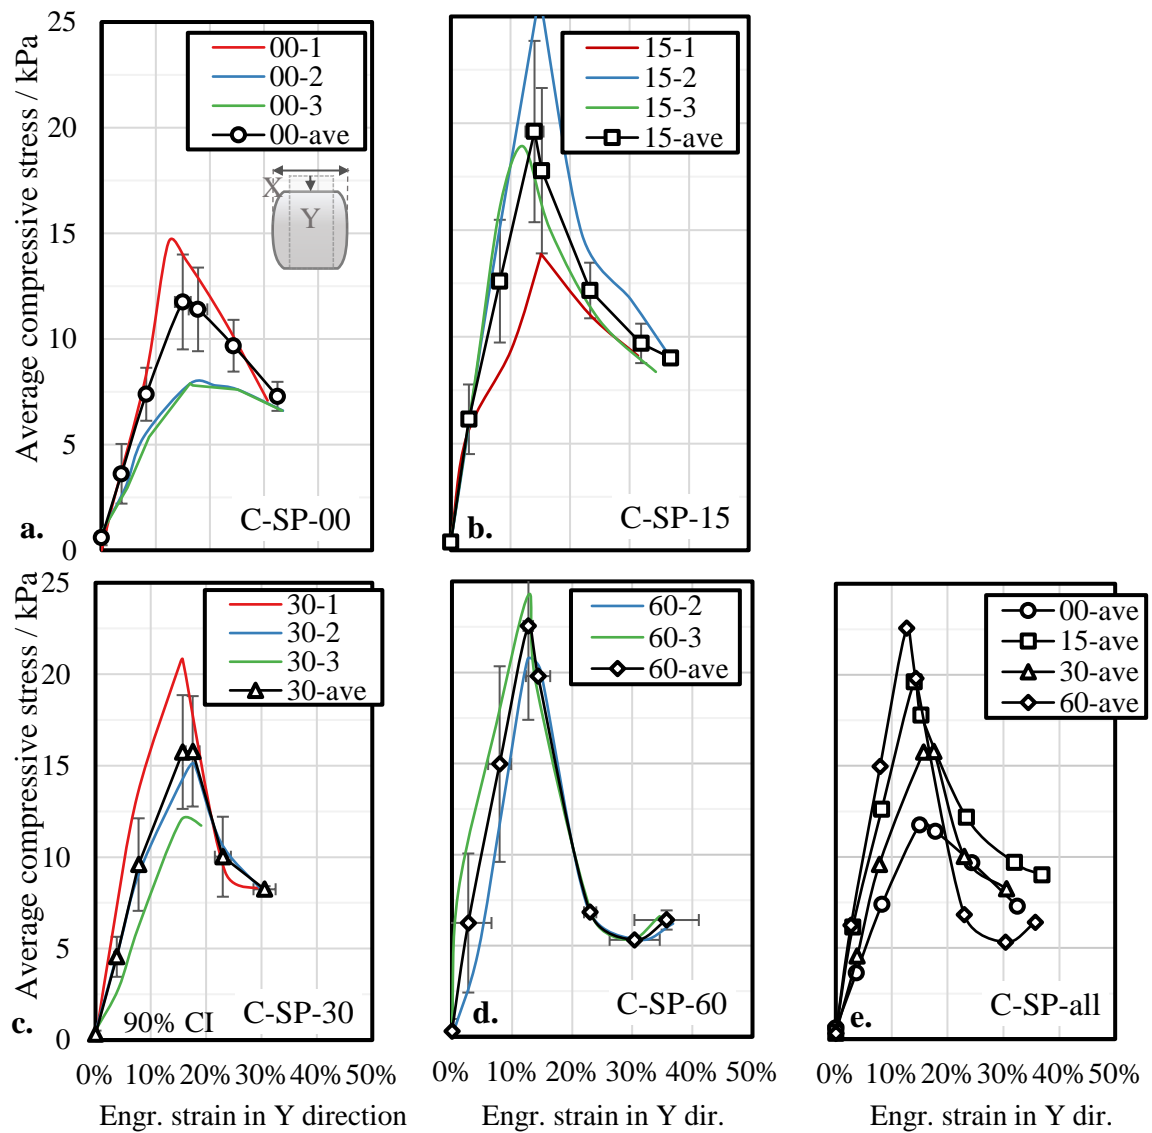 Average compressive stress / kPa
25
20
15
10
5
0
00-1
00-2
00-3
00-ave
X
Y
a.
C-SP-00
15-1
15-2
15-3
15-ave
b.
C-SP-15
Average compressive stress / kPa
25
20
15
10
5
0
30-1
30-2
30-3
30-ave
c.
90% CI
C-SP-30
0% 10% 20% 30% 40% 50%
Engr. strain in Y direction
60-2
60-3
60-ave
d.
C-SP-60
0% 10% 20% 30% 40% 50%
Engr. strain in Y dir.
00-ave
15-ave
30-ave
60-ave
e.
C-SP-all
0% 10% 20% 30% 40% 50%
Engr. strain in Y dir.